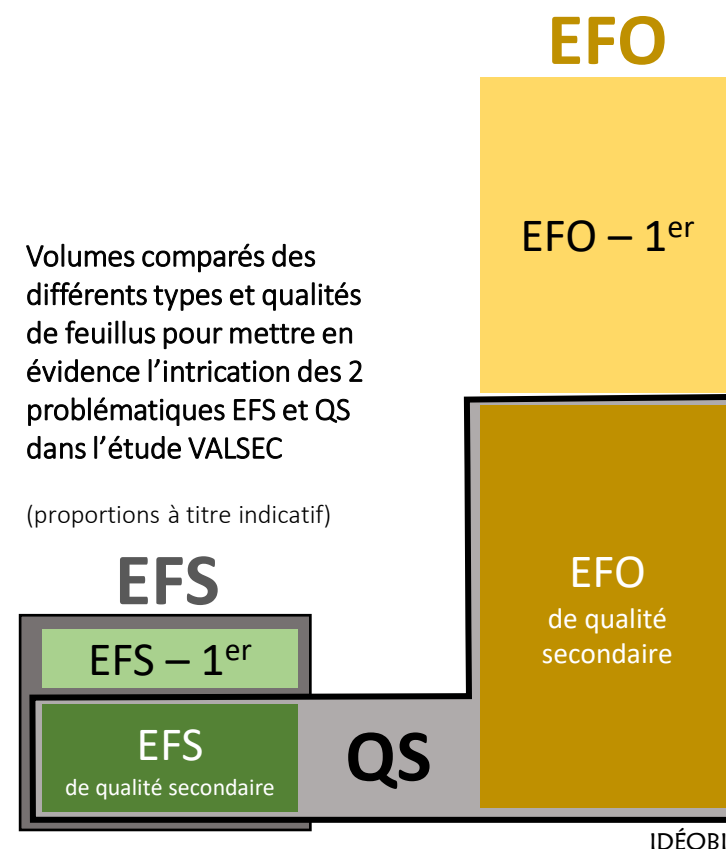 EFO
EFO – 1er
Volumes comparés des
différents types et qualités
de feuillus pour mettre en
évidence l’intrication des 2
problématiques EFS et QS
dans l’étude VALSEC
(proportions à titre indicatif)
EFS
EFS – 1er
EFS
de qualité secondaire
QS
EFO
de qualité
secondaire
IDÉOBI